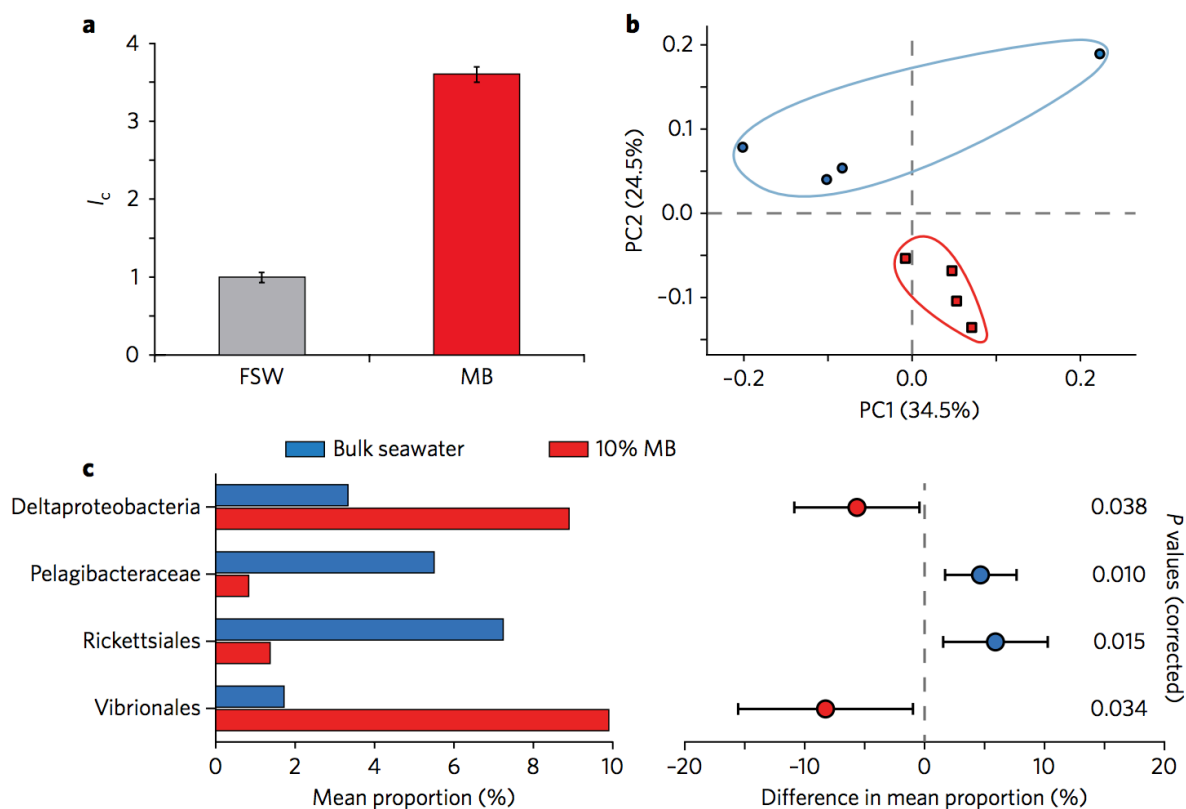 a
4
3
2
1
0
Ic
FSW
MB
b
0.2
0.1
0.0
−0.1
PC2 (24.5%)
−0.2
0.0
0.2
PC1 (34.5%)
Bulk seawater
10% MB
c
Deltaproteobacteria
Pelagibacteraceae
Rickettsiales
Vibrionales
0
2
4
6
8
10
Mean proportion (%)
0.038
0.010
0.015
0.034
P values (corrected)
−20
−10
0
10
20
Difference in mean proportion (%)